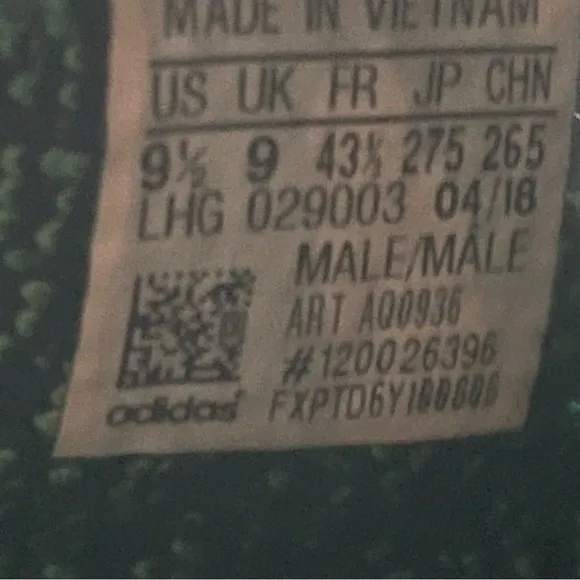 MADE IN VIETNAM
US UK FR JP CHN
9½ 9 43⅓ 275 265
LHG 029003 04/18
MALE/MÂLE
ART AQ0936
#120026396
adidas